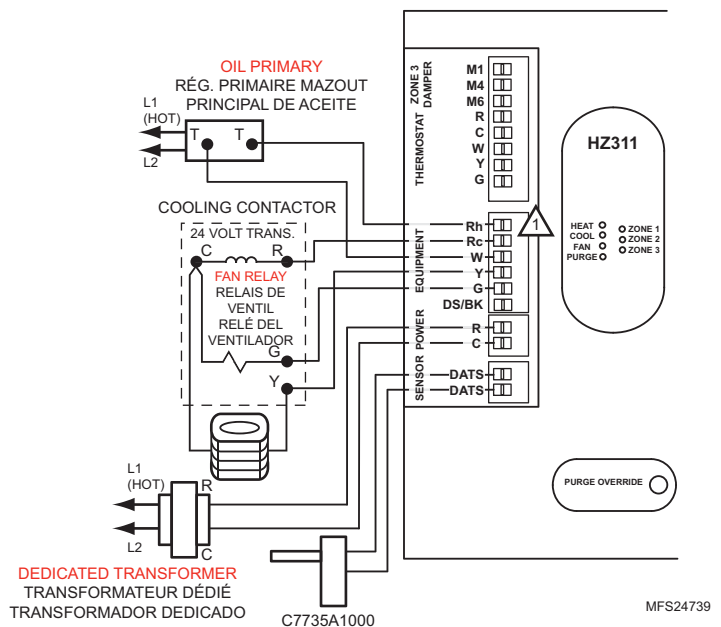 OIL PRIMARY
RÉG. PRIMAIRE MAZOUT
PRINCIPAL DE ACEITE
L1
(HOT)
L2
T
T
COOLING CONTACTOR
24 VOLT TRANS.
C
R
FAN RELAY
RELAIS DE
VENTIL
RELÉ DEL
VENTILADOR
G
Y
L1
(HOT)
L2
R
C
DEDICATED TRANSFORMER
TRANSFORMATEUR DÉDIÉ
TRANSFORMADOR DEDICADO
C7735A1000
ZONE 3
DAMPER
M1
M4
M6
THERMOSTAT
R
C
W
Y
G
EQUIPMENT
Rh
Rc
W
Y
G
DS/BK
1
POWER
R
C
SENSOR
DATS
DATS
HZ311
HEAT
COOL
FAN
PURGE
ZONE 1
ZONE 2
ZONE 3
PURGE OVERRIDE
MFS24739